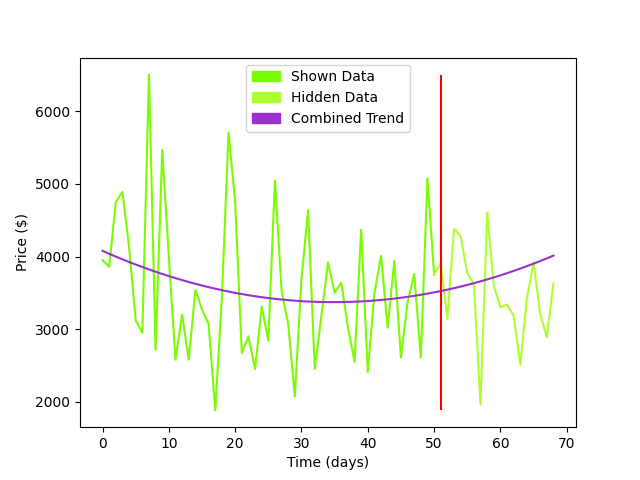 Shown Data
Hidden Data
Combined Trend
6000
5000
4000
3000
2000
Price ($)
0 10 20 30 40 50 60 70
Time (days)